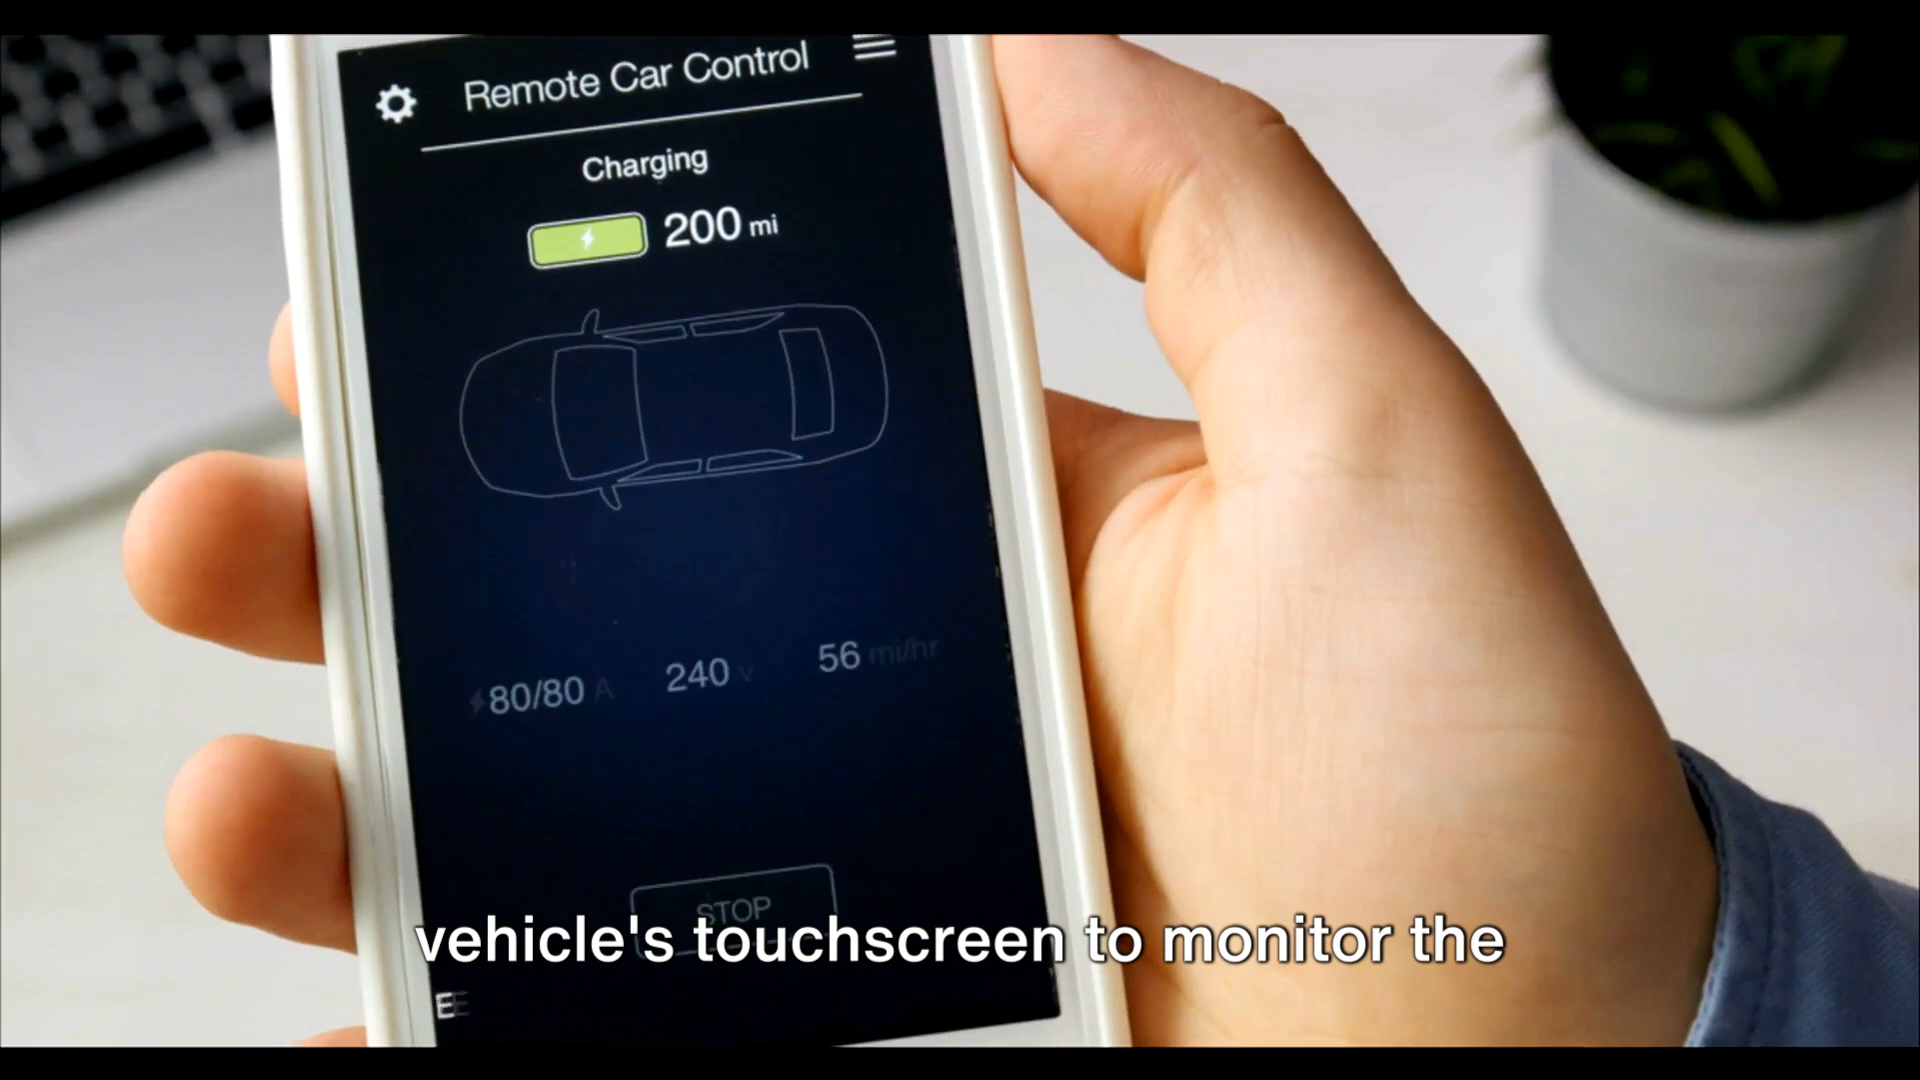 Remote Car Control
Charging
200 mi
80/80 A
240 v
56 mi/hr
STOP
vehicle's touchscreen to monitor the